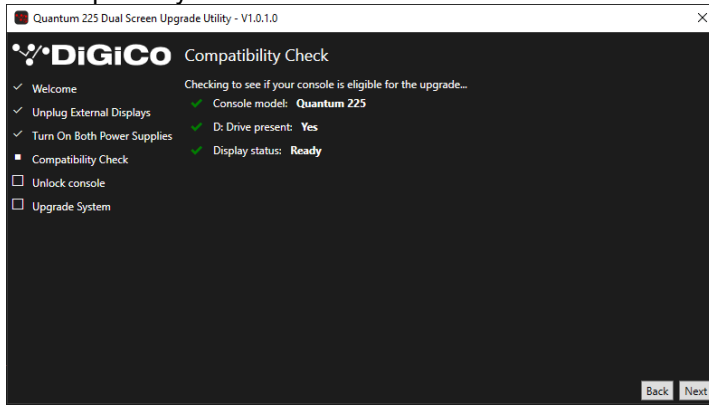 Quantum 225 Dual Screen Upgrade Utility - V1.0.1.0
DiGiCo
Compatibility Check
Welcome
Unplug External Displays
Turn On Both Power Supplies
Compatibility Check
Unlock console
Upgrade System
Checking to see if your console is eligible for the upgrade...
Console model: Quantum 225
D: Drive present: Yes
Display status: Ready
Back Next